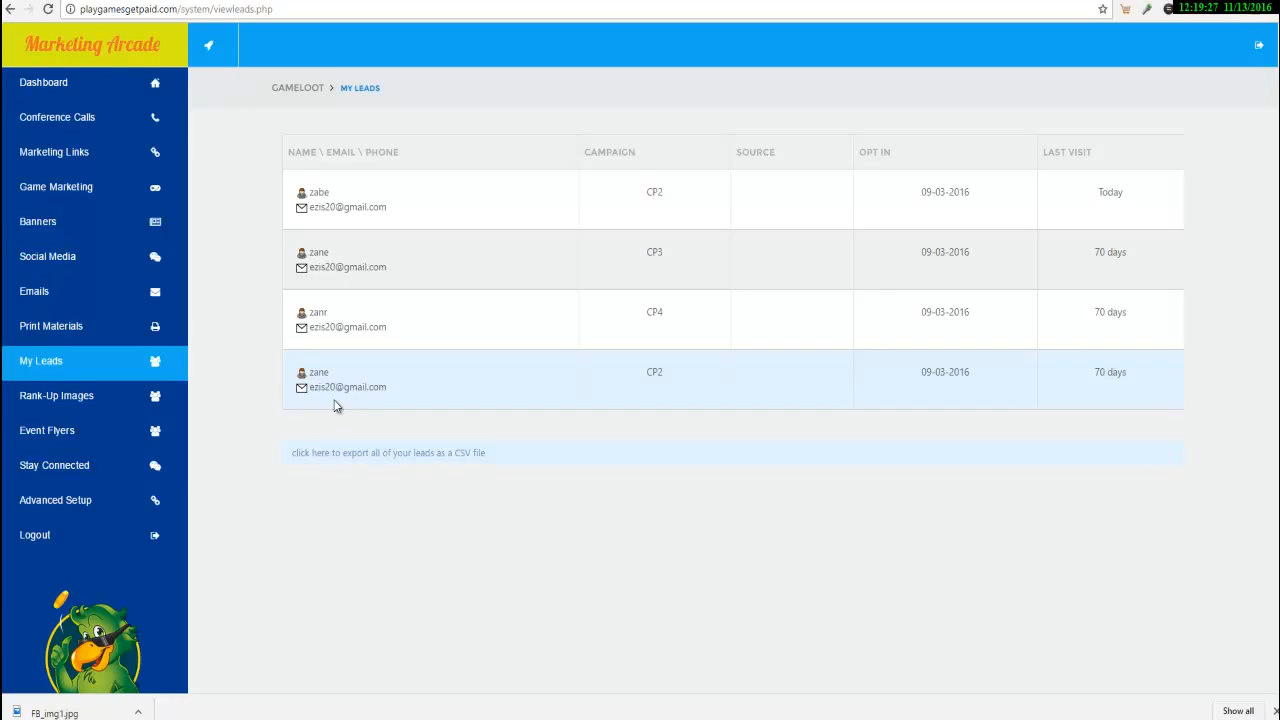 playgamesgetpaid.com/system/viewleads.php
12:19:27 11/13/2016
Marketing Arcade
Dashboard
Conference Calls
Marketing Links
Game Marketing
Banners
Social Media
Emails
Print Materials
My Leads
Rank-Up Images
Event Flyers
Stay Connected
Advanced Setup
Logout
GAMELOOT > MY LEADS
NAME \ EMAIL \ PHONE CAMPAIGN SOURCE OPT IN LAST VISIT
zabe CP2 09-03-2016 Today
ezis20@gmail.com
zane CP3 09-03-2016 70 days
ezis20@gmail.com
zanr CP4 09-03-2016 70 days
ezis20@gmail.com
zane CP2 09-03-2016 70 days
ezis20@gmail.com
click here to export all of your leads as a CSV file
FB_img1.jpg
Show all